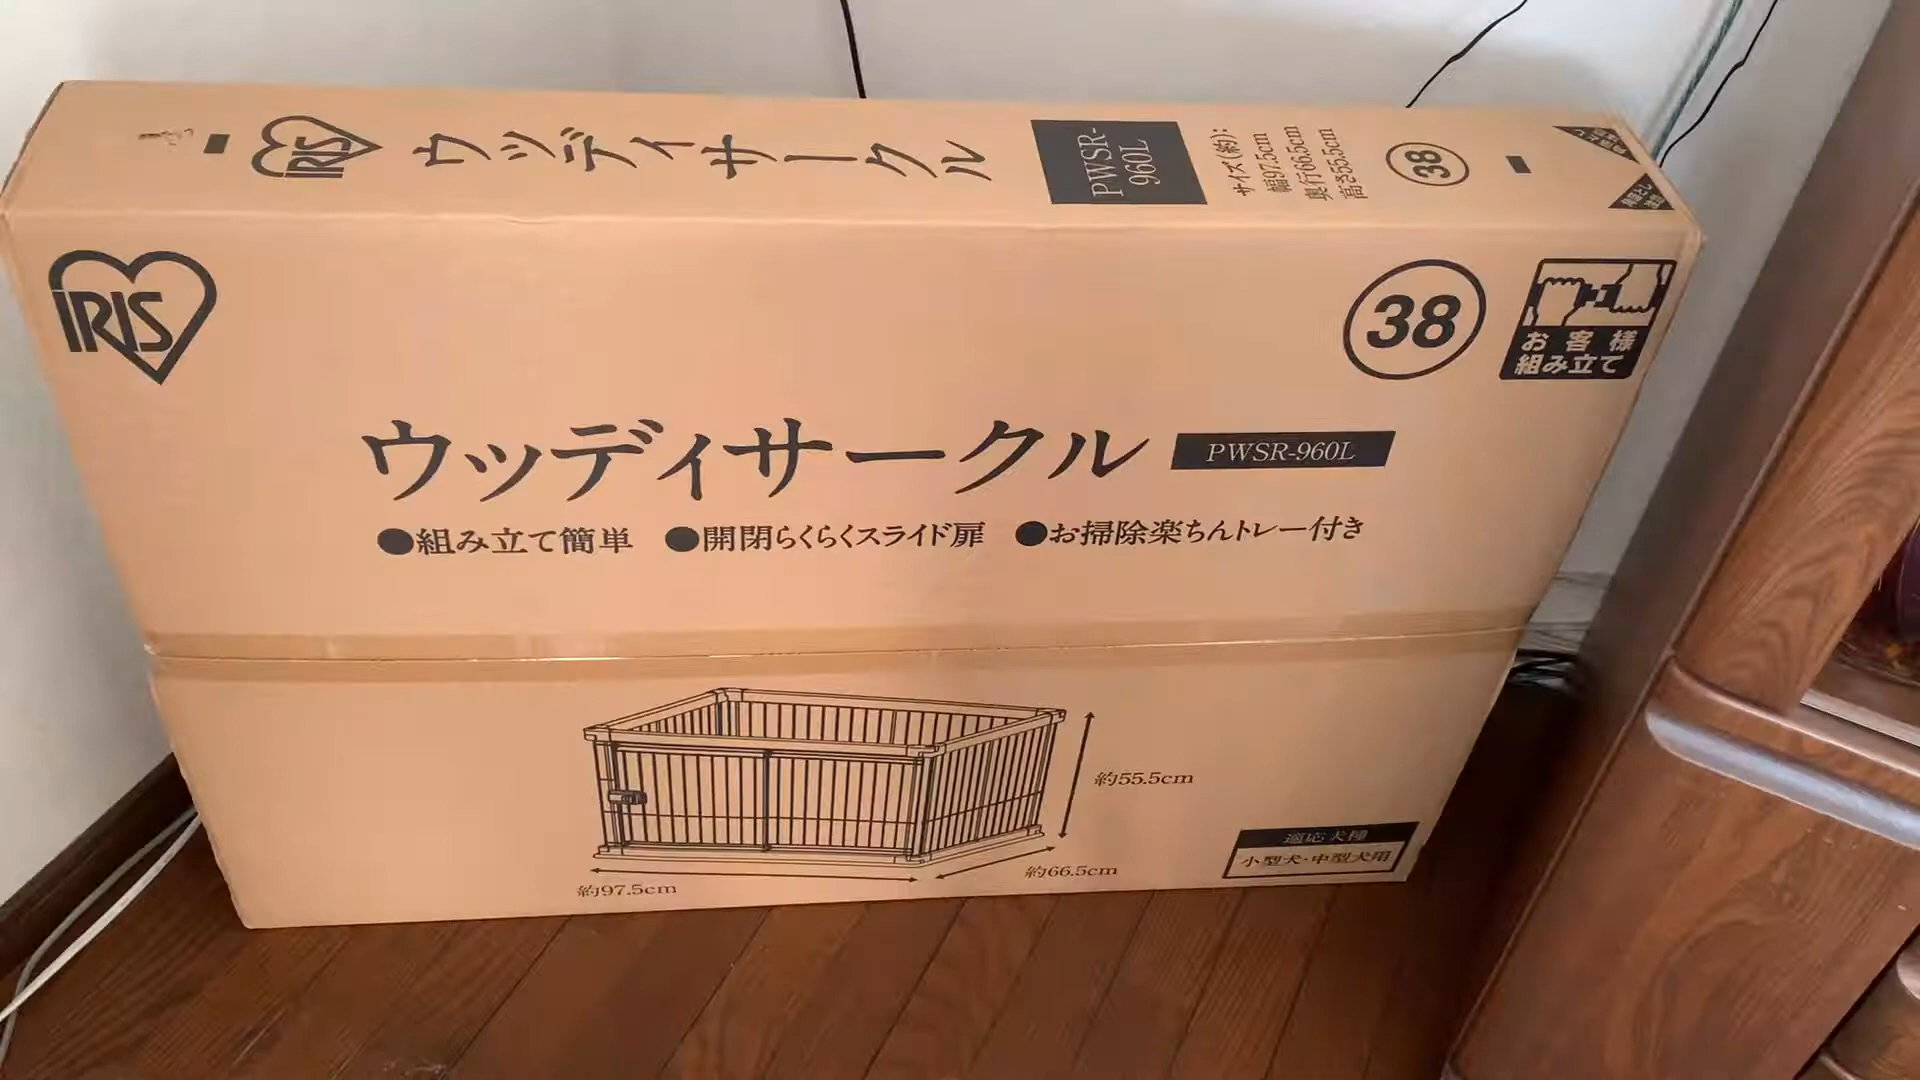 IRIS
ウッディサークル
PWSR-
960L
サイズ(約):
幅97.5cm
奥行66.5cm
高さ55.5cm
38
IRIS
38
お客様
組み立て
ウッディサークル
PWSR-960L
●組み立て簡単 ●開閉らくらくスライド扉 ●お掃除楽ちんトレー付き
約55.5cm
約66.5cm
約97.5cm
適応犬種
小型犬・中型犬用